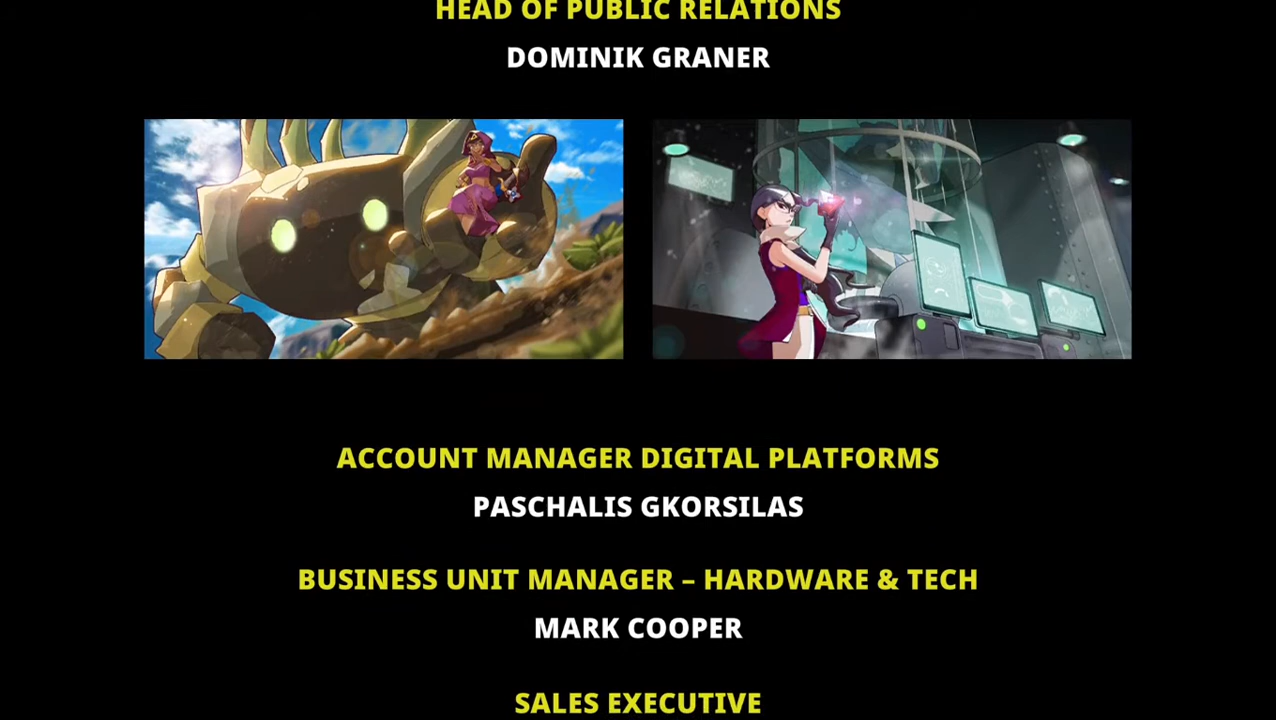 HEAD OF PUBLIC RELATIONS
DOMINIK GRANER
ACCOUNT MANAGER DIGITAL PLATFORMS
PASCHALIS GKORSILAS
BUSINESS UNIT MANAGER – HARDWARE & TECH
MARK COOPER
SALES EXECUTIVE